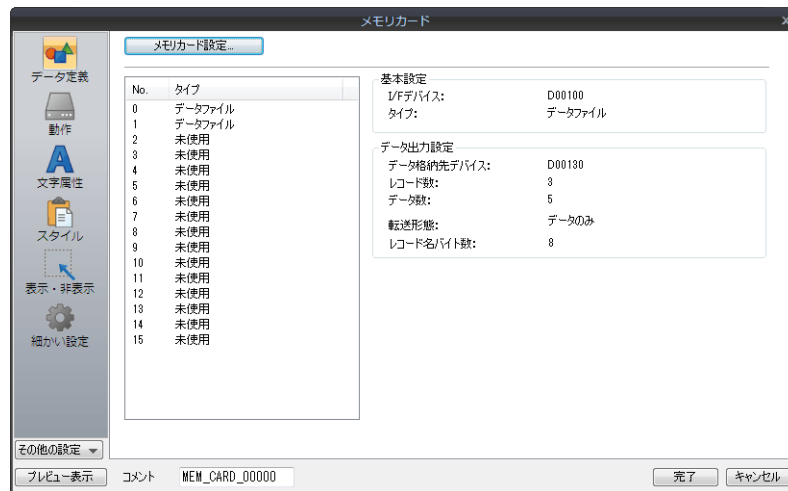 メモリカード
データ定義
動作
文字属性
スタイル
表示・非表示
細かい設定
その他の設定
メモリカード設定...
No. タイプ
0 データファイル
1 データファイル
2 未使用
3 未使用
4 未使用
5 未使用
6 未使用
7 未使用
8 未使用
9 未使用
10 未使用
11 未使用
12 未使用
13 未使用
14 未使用
15 未使用
基本設定
I/Fデバイス: D00100
タイプ: データファイル
データ出力設定
データ格納先デバイス: D00130
レコード数: 3
データ数: 5
転送形態: データのみ
レコード名バイト数: 8
プレビュー表示 コメント MEM_CARD_00000 完了 キャンセル